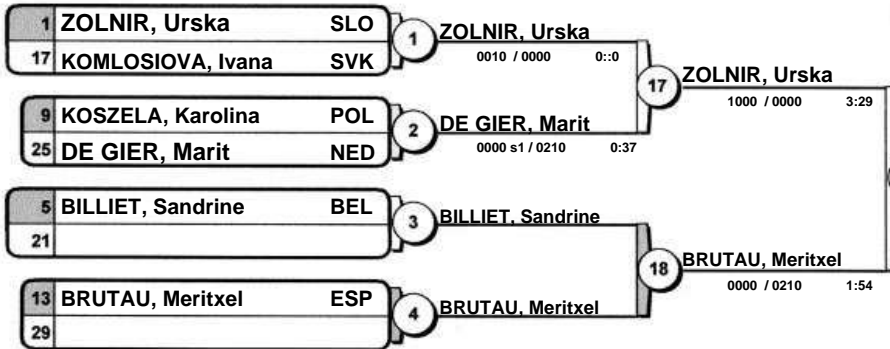 1 ZOLNIR, Urska SLO
17 KOMLOSIOVA, Ivana SVK
1
ZOLNIR, Urska
0010 / 0000 0::0
9 KOSZELA, Karolina POL
25 DE GIER, Marit NED
2
DE GIER, Marit
0000 s1 / 0210 0:37
17
ZOLNIR, Urska
1000 / 0000 3:29
5 BILLIET, Sandrine BEL
21
3
BILLIET, Sandrine
13 BRUTAU, Meritxel ESP
29
4
BRUTAU, Meritxel
18
BRUTAU, Meritxel
0000 / 0210 1:54